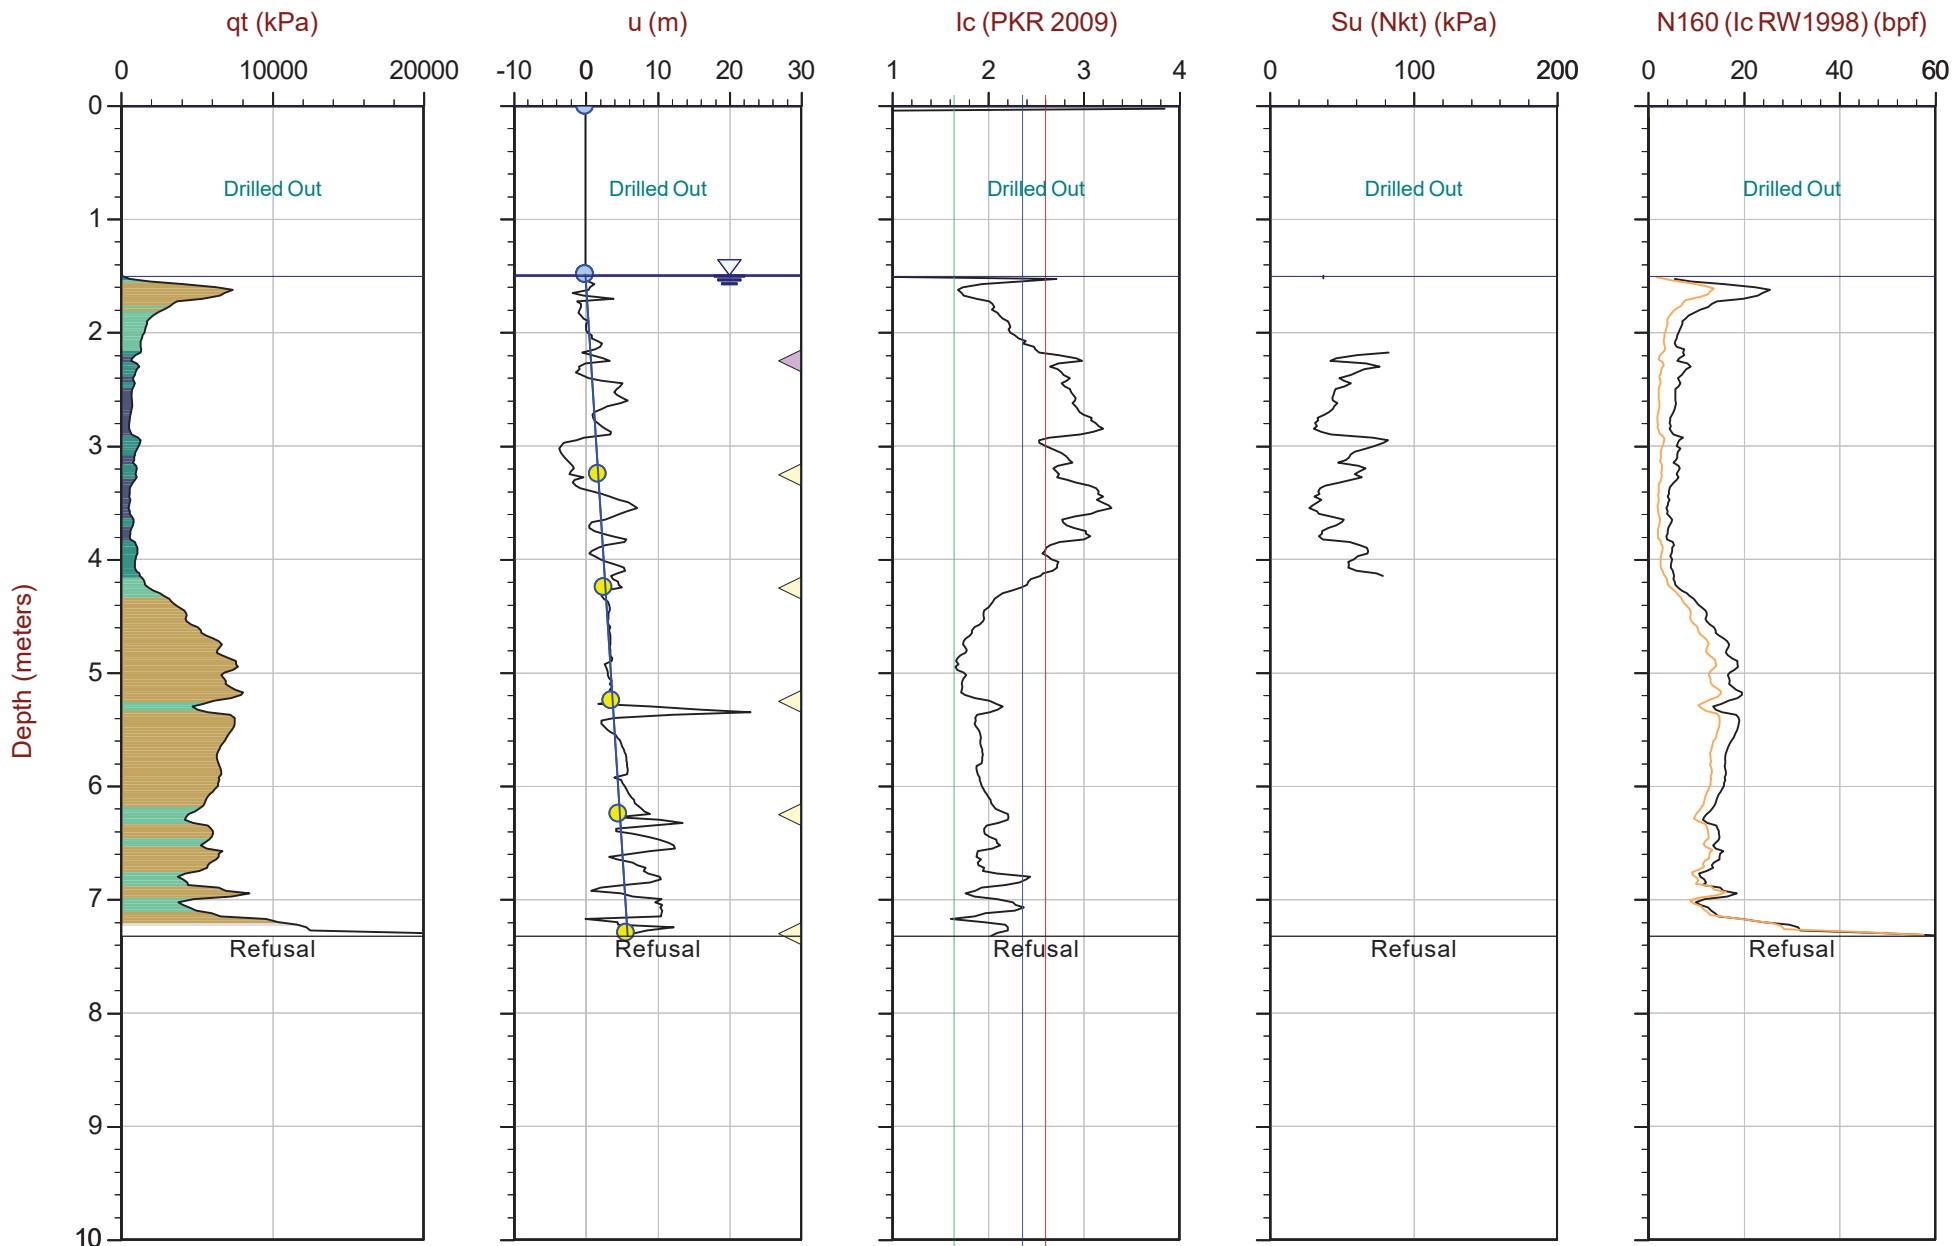 qt (kPa) u (m) Ic (PKR 2009) Su (Nkt) (kPa) N160 (Ic RW1998) (bpf)
0 10000 20000 -10 0 10 20 30 1 2 3 4 0 100 200 0 20 40 60
0
Drilled Out Drilled Out Drilled Out Drilled Out Drilled Out
1
2
3
4
Depth (meters)
5
6
7
Refusal Refusal Refusal Refusal Refusal
8
9
10